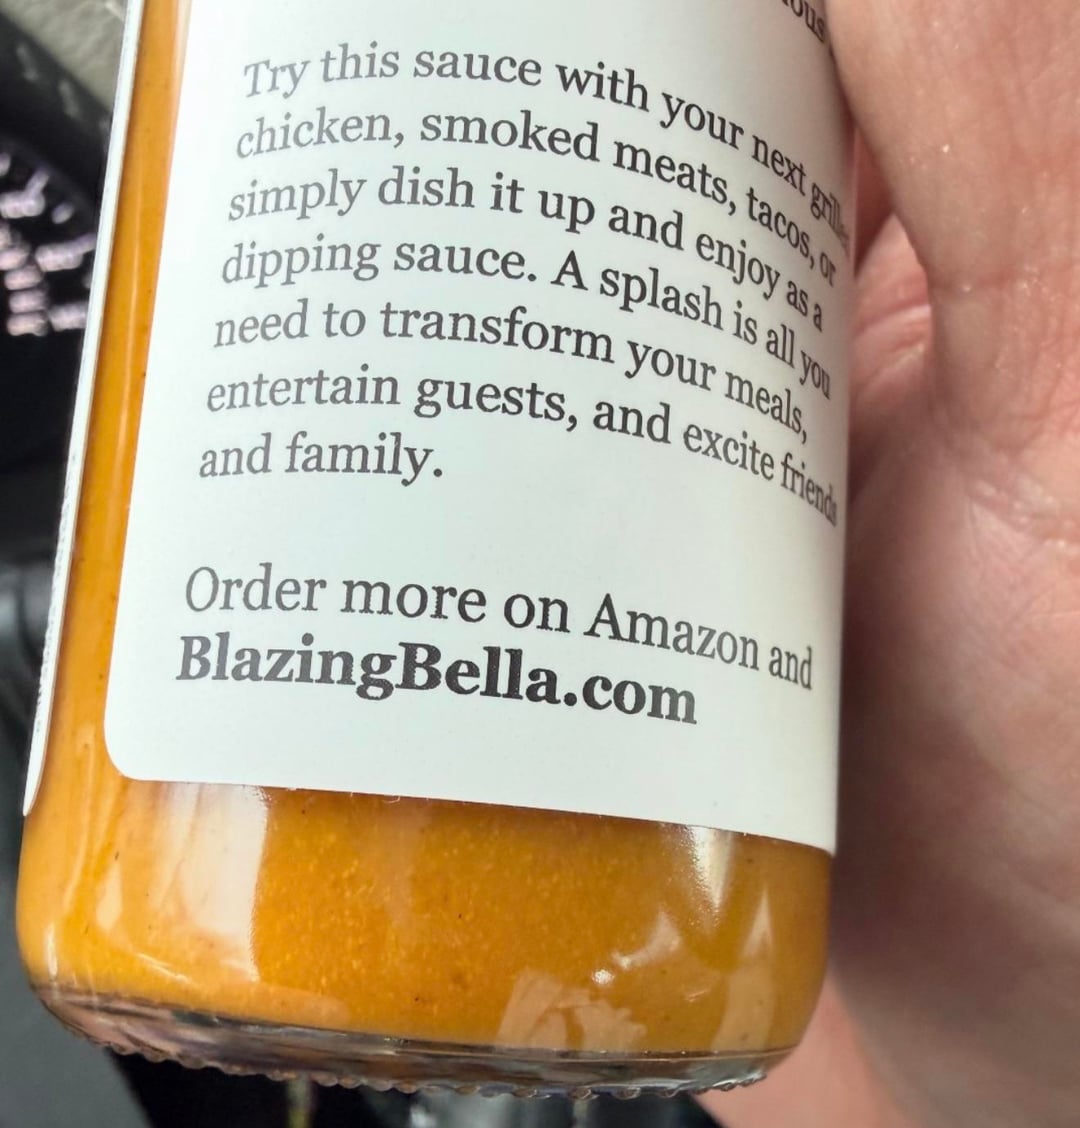 Try this sauce with your next
chicken, smoked meats, tacos, or
simply dish it up and enjoy as a
dipping sauce. A splash is all you
need to transform your meals,
entertain guests, and excite friends
and family.
Order more on Amazon and
BlazingBella.com